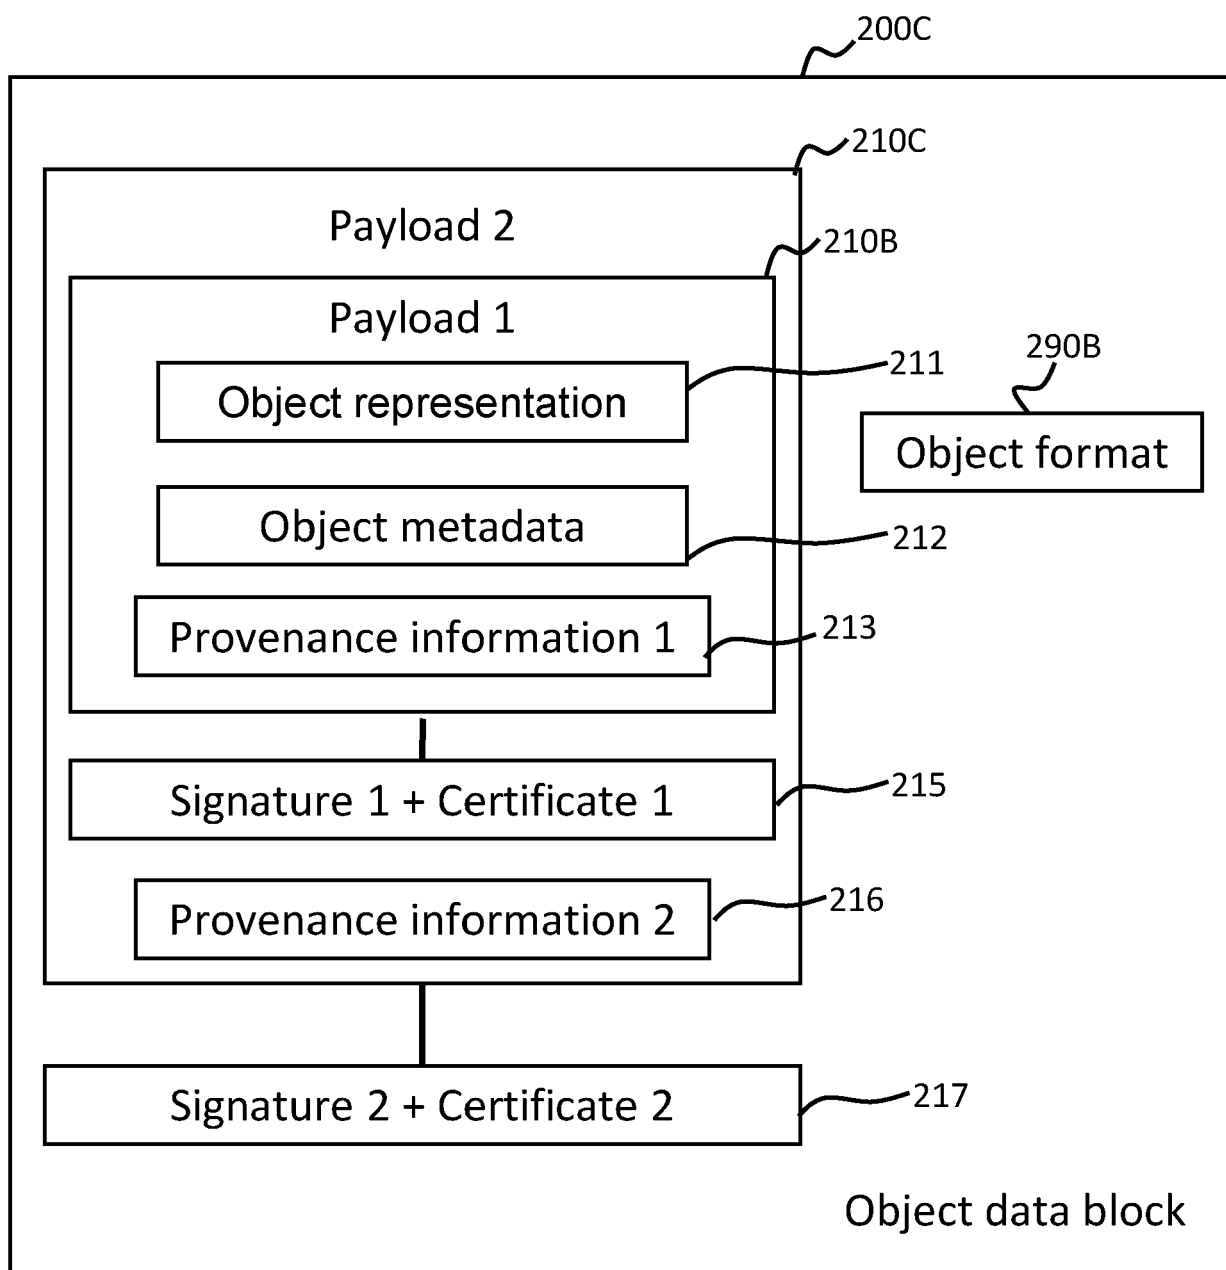 200C
210C
Payload 2
210B
Payload 1
290B
211
Object representation
Object format
Object metadata
212
Provenance information 1
213
Signature 1 + Certificate 1
215
Provenance information 2
216
Signature 2 + Certificate 2
217
Object data block